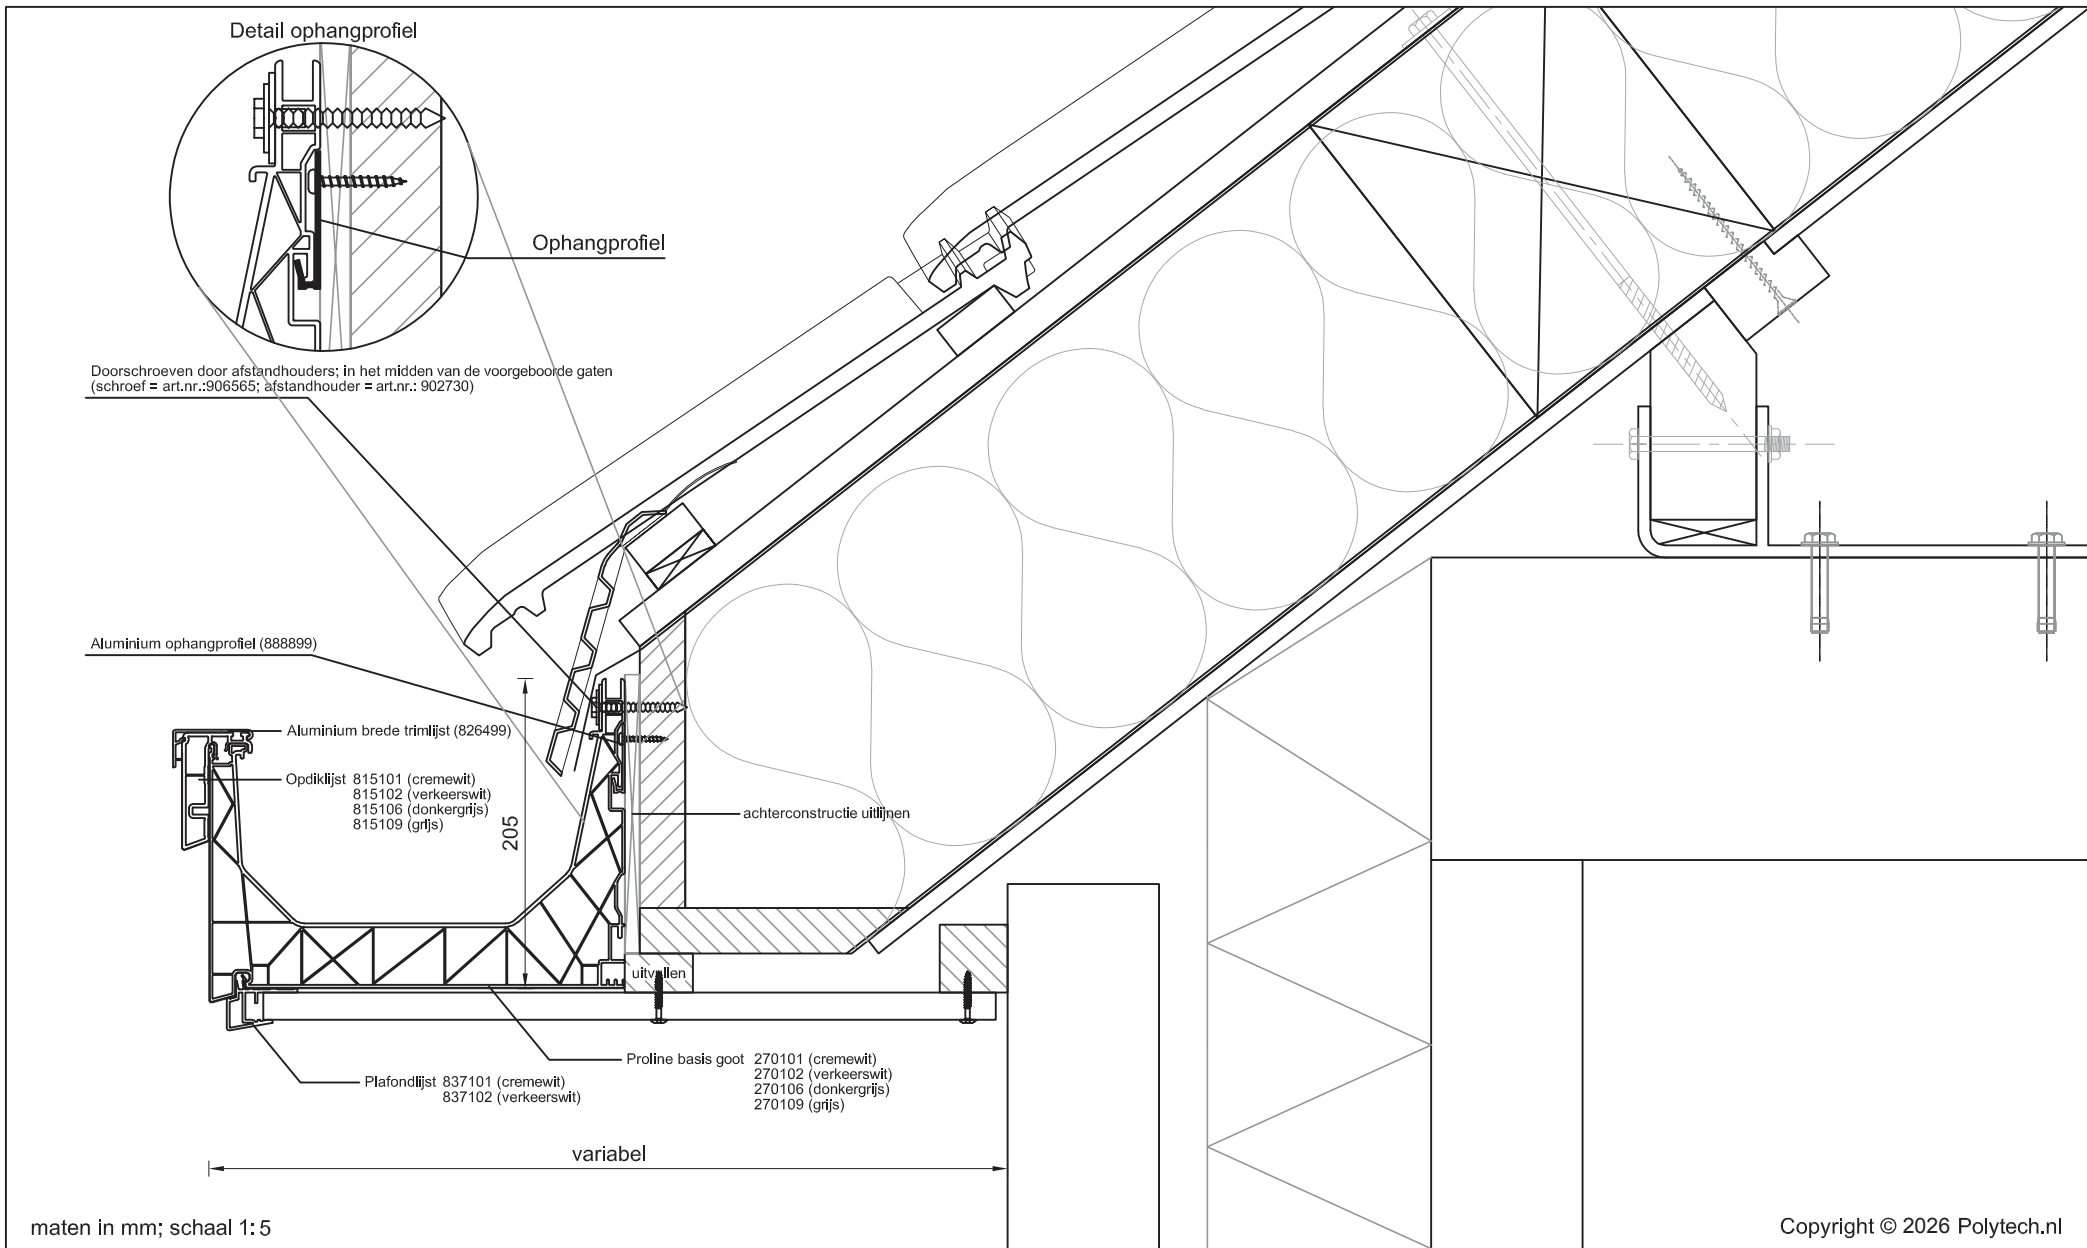 Detail ophangprofiel
Ophangprofiel
Doorschroeven door afstandhouders; in het midden van de voorgeboorde gaten
(schroef = art.nr.:906565; afstandhouder = art.nr.: 902730)
Aluminium ophangprofiel (888899)
Aluminium brede trimlijst (826499)
Opdiklijst 815101 (cremewit)
815102 (verkeerswit)
815106 (donkergrijs)
815109 (grijs)
205
achterconstructie uitlijnen
uitvullen
Proline basis goot 270101 (cremewit)
270102 (verkeerswit)
270106 (donkergrijs)
270109 (grijs)
Plafondlijst 837101 (cremewit)
837102 (verkeerswit)
variabel
maten in mm; schaal 1:5
Copyright © 2026 Polytech.nl